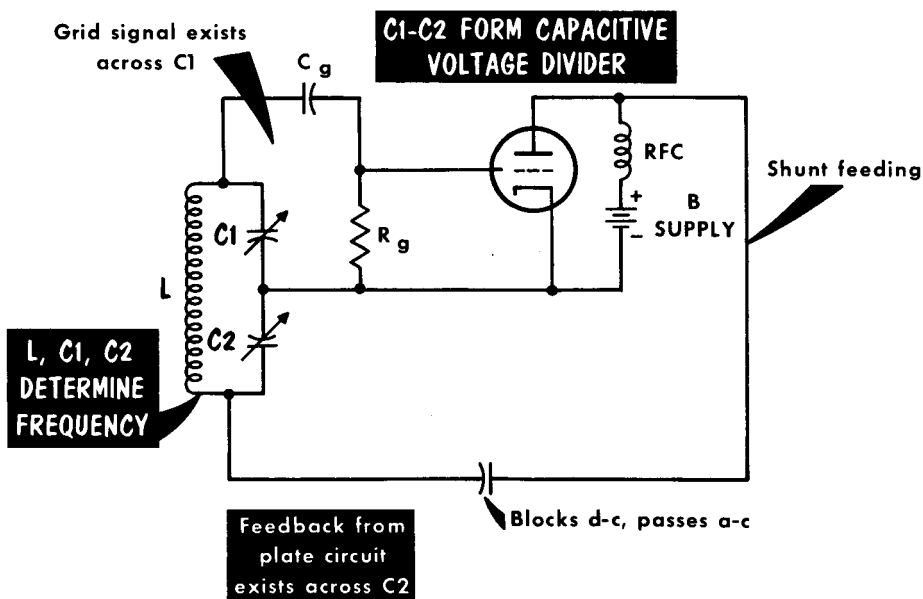 Grid signal exists
across C1
C1-C2 FORM CAPACITIVE
VOLTAGE DIVIDER
C g
RFC
Shunt feeding
+
B
SUPPLY
−
C1
R g
L
C2
L, C1, C2
DETERMINE
FREQUENCY
Blocks d-c, passes a-c
Feedback from
plate circuit
exists across C2